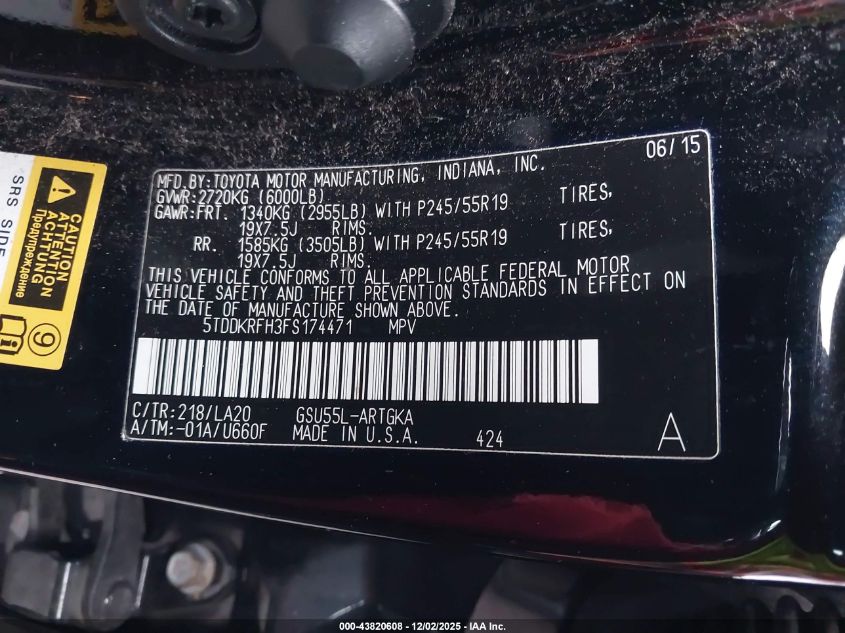 06/15
MFD.BY:TOYOTA MOTOR MANUFACTURING, INDIANA, INC.
GVWR:2720KG (6000LB)
GAWR:FRT. 1340KG (2955LB) WITH P245/55R19 TIRES,
19X7.5J RIMS.
RR. 1585KG (3505LB) WITH P245/55R19 TIRES,
19X7.5J RIMS.
THIS VEHICLE CONFORMS TO ALL APPLICABLE FEDERAL MOTOR
VEHICLE SAFETY AND THEFT PREVENTION STANDARDS IN EFFECT ON
THE DATE OF MANUFACTURE SHOWN ABOVE.
5TDDKRFH3FS174471 MPV
C/TR:218/LA20 GSU55L-ARTGKA
A/TM:-01A/U660F MADE IN U.S.A. 424 A
SRS SIDE
CAUTION
ATTENTION
ACHTUNG
Предупреждение
9
000-43820608 - 12/02/2025 - IAA Inc.